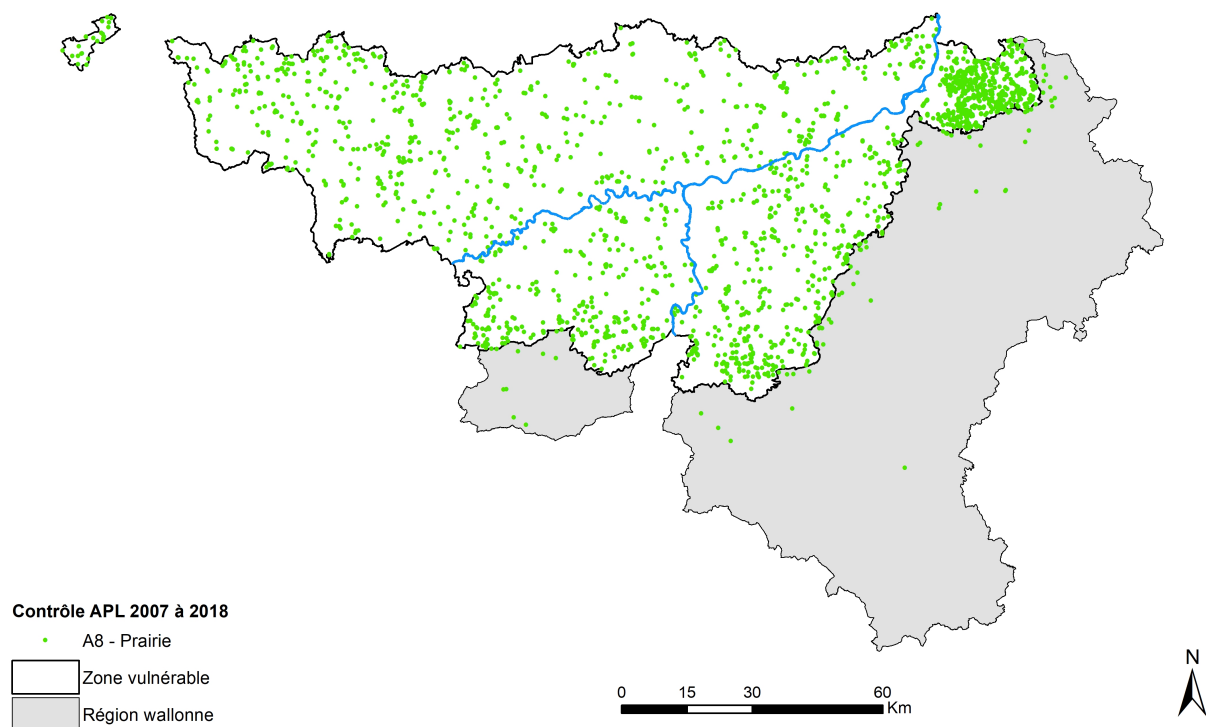 Contrôle APL 2007 à 2018
A8 - Prairie
Zone vulnérable
Région wallonne
0 15 30 60
Km
N